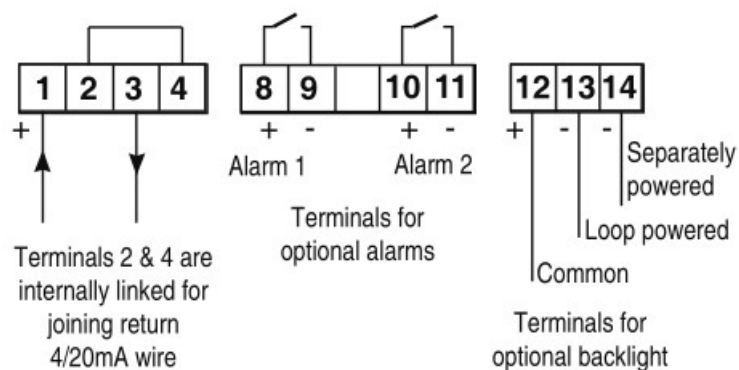 1 2 3 4
+
Terminals 2 & 4 are
internally linked for
joining return
4/20mA wire
8 9 10 11
+ - + -
Alarm 1 Alarm 2
Terminals for
optional alarms
12 13 14
+ - -
Separately
powered
Loop powered
Common
Terminals for
optional backlight